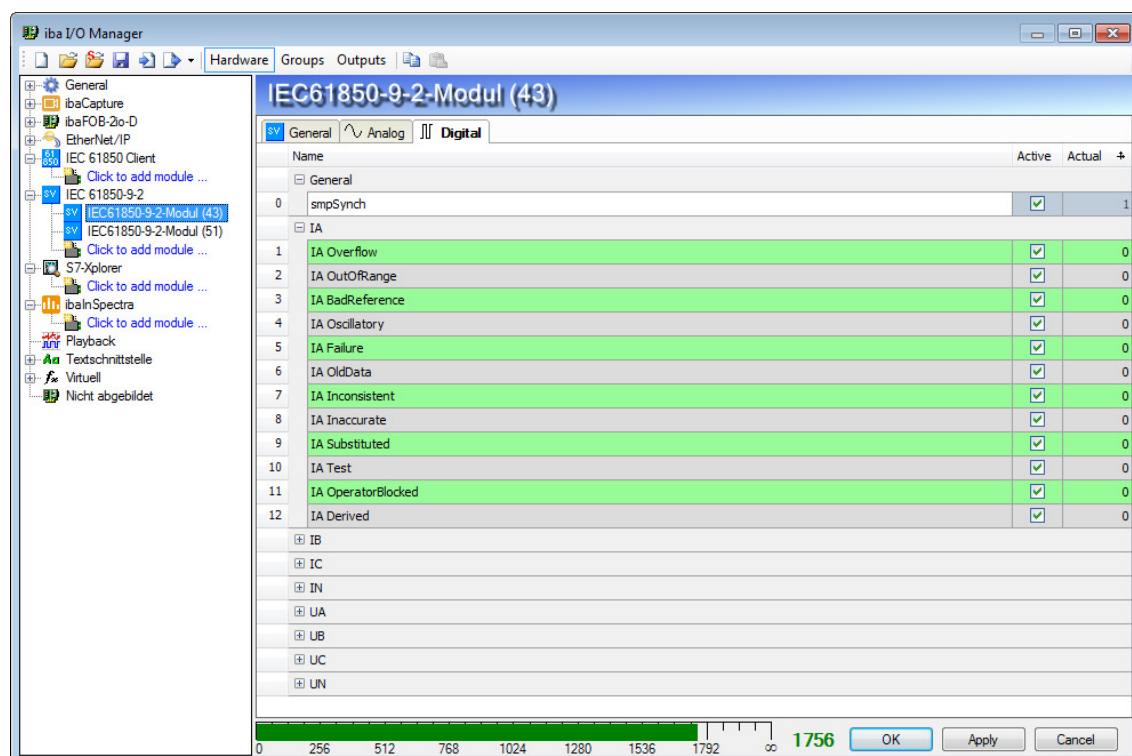 iba I/O Manager
Hardware Groups Outputs
General
ibaCapture
ibaFOB-2io-D
EtherNet/IP
IEC 61850 Client
Click to add module ...
IEC 61850-9-2
IEC61850-9-2-Modul (43)
IEC61850-9-2-Modul (51)
Click to add module ...
S7-Xplorer
Click to add module ...
ibaInSpectra
Click to add module ...
Playback
Textschnittstelle
Virtuell
Nicht abgebildet
IEC61850-9-2-Modul (43)
SV General Analog Digital
Name Active Actual
General
0 smpSynch 1
IA
1 IA Overflow 0
2 IA OutOfRange 0
3 IA BadReference 0
4 IA Oscillatory 0
5 IA Failure 0
6 IA OldData 0
7 IA Inconsistent 0
8 IA Inaccurate 0
9 IA Substituted 0
10 IA Test 0
11 IA OperatorBlocked 0
12 IA Derived 0
IB
IC
IN
UA
UB
UC
UN
0 256 512 768 1024 1280 1536 1792 ∞
1756 OK Apply Cancel